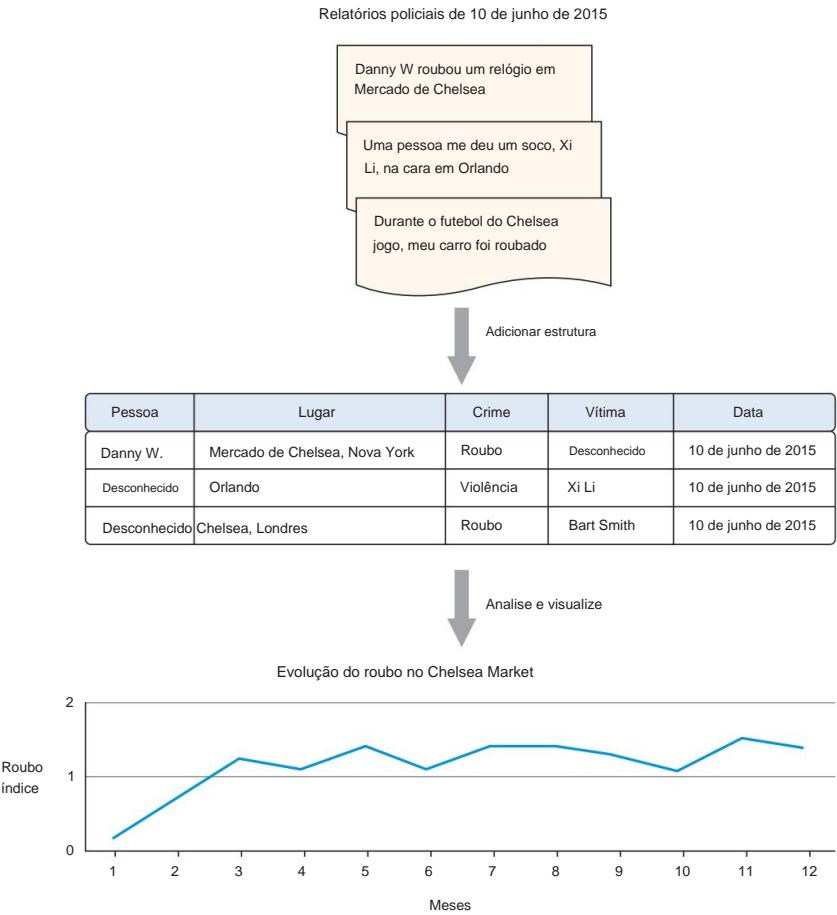 Relatórios policiais de 10 de junho de 2015
Danny W roubou um relógio em
Mercado de Chelsea
Uma pessoa me deu um soco, Xi
Li, na cara em Orlando
Durante o futebol do Chelsea
jogo, meu carro foi roubado
Adicionar estrutura
Pessoa Lugar Crime Vítima Data
Danny W. Mercado de Chelsea, Nova York Roubo Desconhecido 10 de junho de 2015
Desconhecido Orlando Violência Xi Li 10 de junho de 2015
Desconhecido Chelsea, Londres Roubo Bart Smith 10 de junho de 2015
Analise e visualize
Evolução do roubo no Chelsea Market
2
Roubo
índice
1
0
1 2 3 4 5 6 7 8 9 10 11 12
Meses